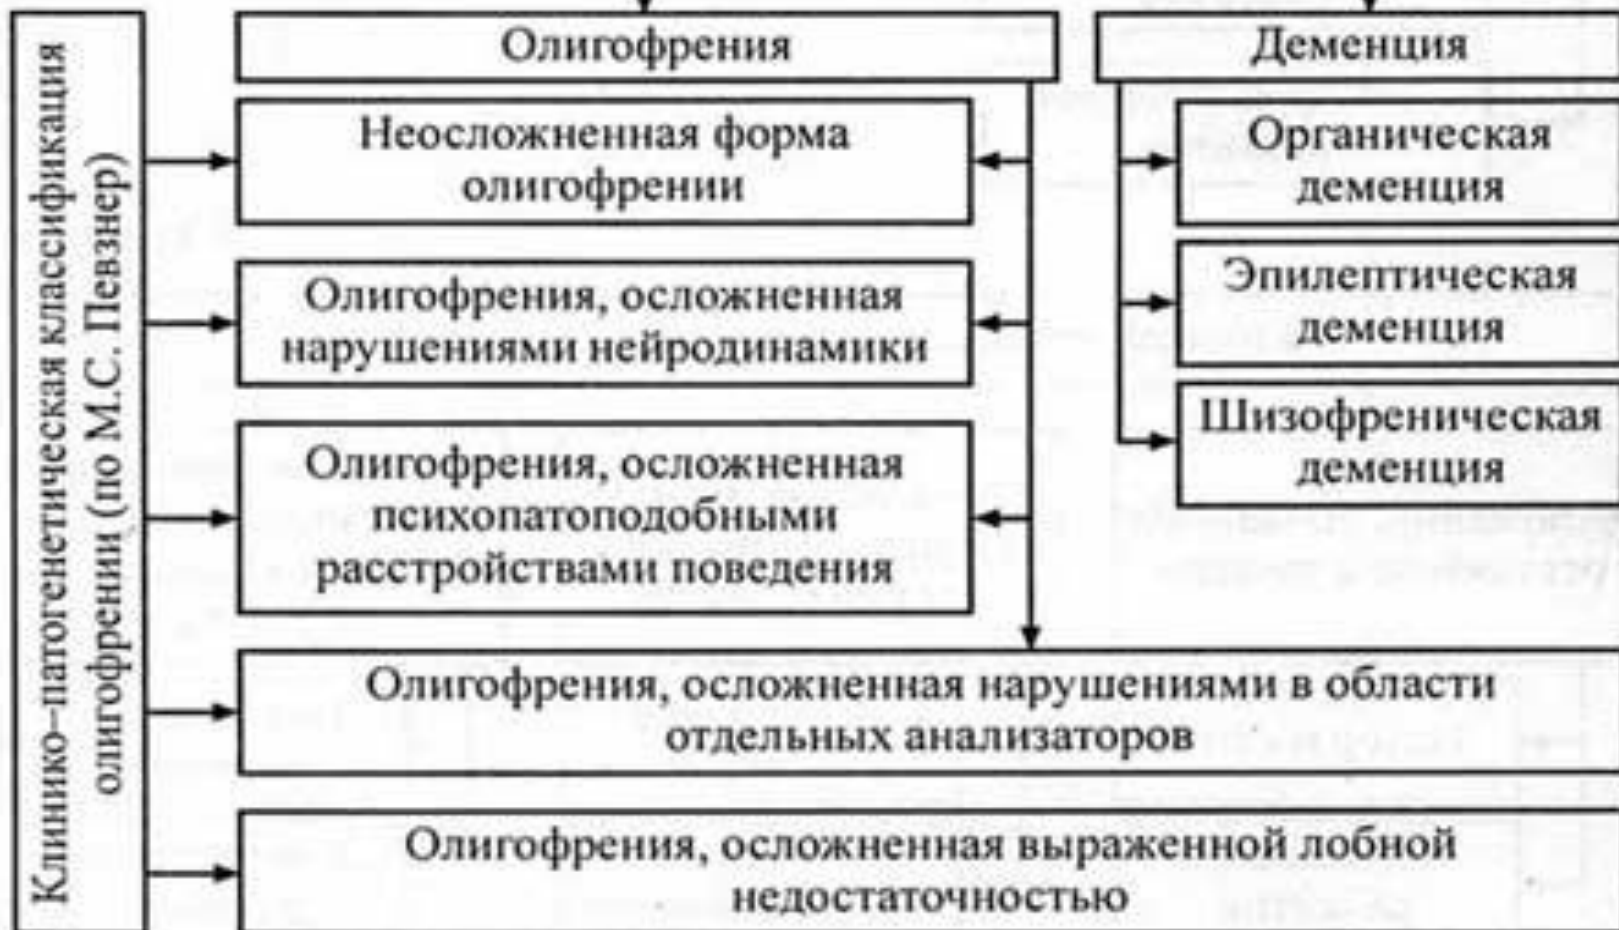 Клинико-патогенетическая классификация
олигофрении (по М.С. Певзнер)
Олигофрения
Неосложненная форма
олигофрении
Олигофрения, осложненная
нарушениями нейродинамики
Олигофрения, осложненная
психопатоподобными
расстройствами поведения
Олигофрения, осложненная нарушениями в области
отдельных анализаторов
Олигофрения, осложненная выраженной лобной
недостаточностью
Деменция
Органическая
деменция
Эпилептическая
деменция
Шизофреническая
деменция